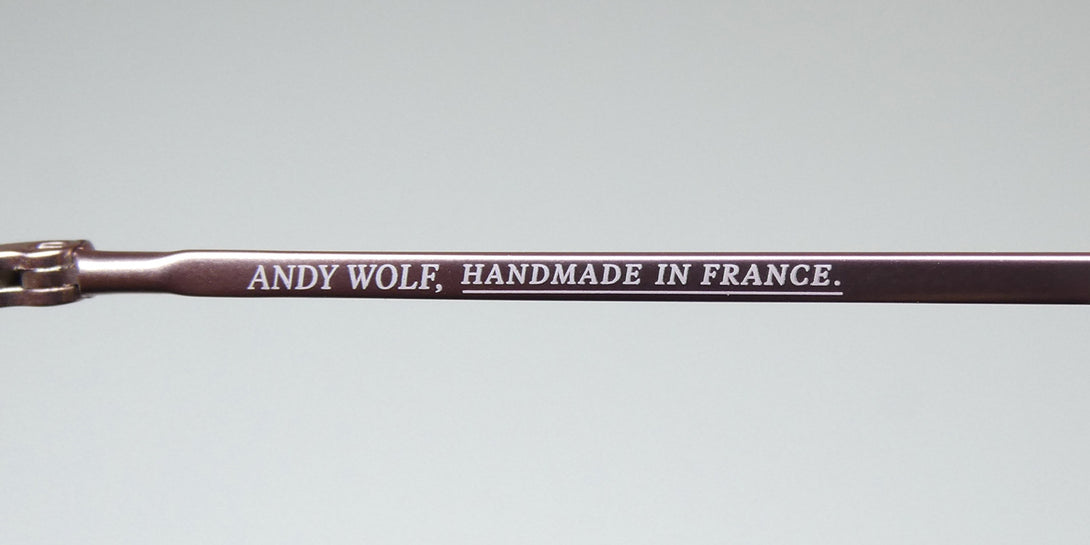 ANDY WOLF, HANDMADE IN FRANCE.